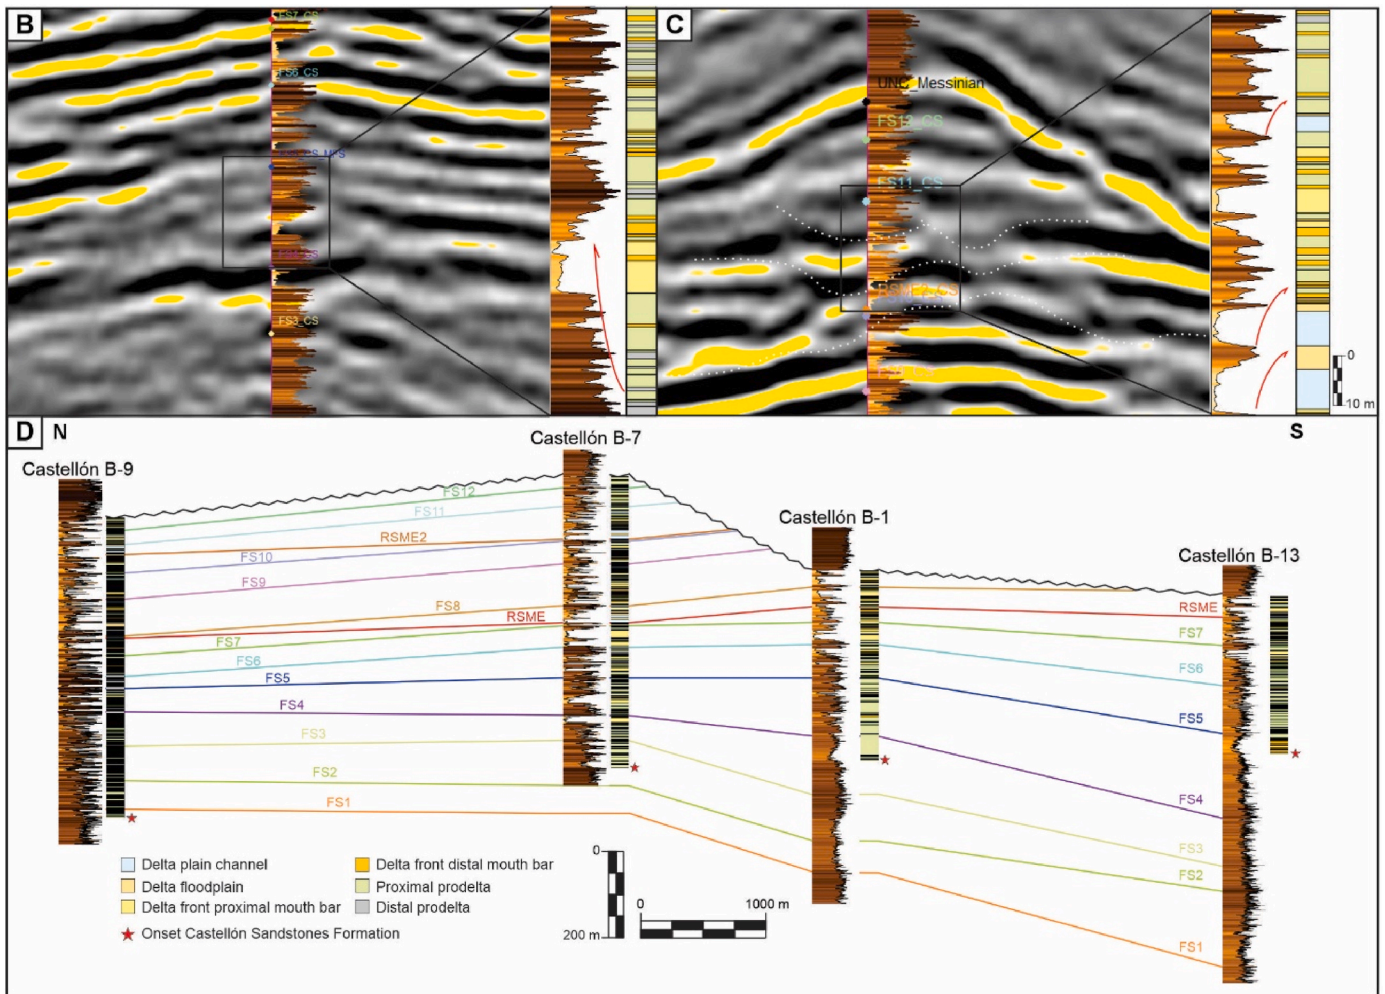 B
FS7_CS
FS6_CS
FS3_CS
C
UNC_Messinian
FS12_CS
FS11_CS
RSME2_CS
0
10 m
D
N
S
Castellón B-9
Castellón B-7
Castellón B-1
Castellón B-13
FS12
FS11
RSME2
FS10
FS9
FS8
RSME
FS7
FS6
FS5
FS4
FS3
FS2
FS1
RSME
FS7
FS6
FS5
FS4
FS3
FS2
FS1
Delta plain channel
Delta floodplain
Delta front proximal mouth bar
Onset Castellón Sandstones Formation
Delta front distal mouth bar
Proximal prodelta
Distal prodelta
0
200 m
0 1000 m